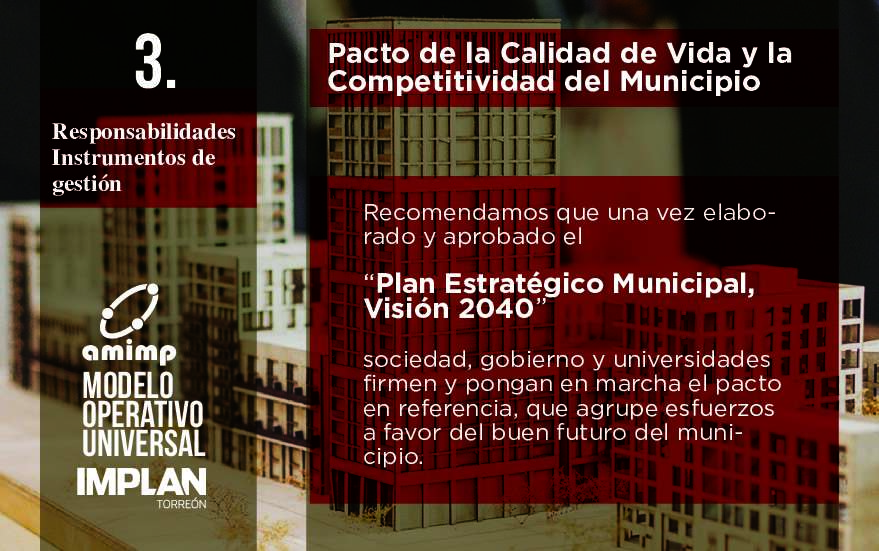 3.
Responsabilidades
Instrumentos de
gestión
amimp
MODELO
OPERATIVO
UNIVERSAL
IMPLAN
TORREÓN
Pacto de la Calidad de Vida y la
Competitividad del Municipio
Recomendamos que una vez elabo-
rado y aprobado el
“Plan Estratégico Municipal,
Visión 2040”
sociedad, gobierno y universidades
firmen y pongan en marcha el pacto
en referencia, que agrupe esfuerzos
a favor del buen futuro del muni-
cipio.